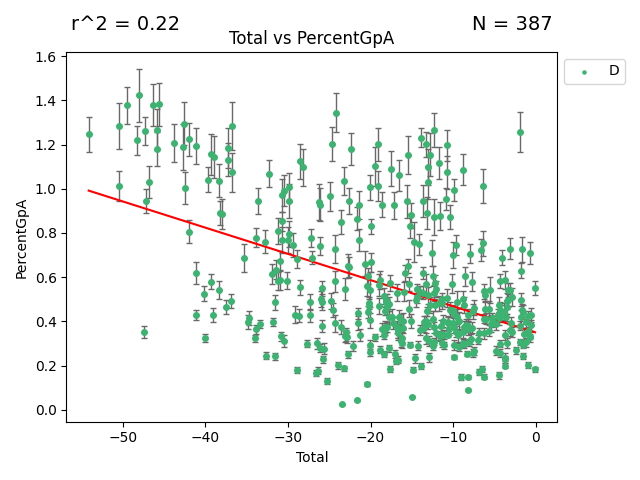 r^2 = 0.22
N = 387
Total vs PercentGpA
D
1.6
1.4
1.2
1.0
0.8
0.6
0.4
0.2
0.0
PercentGpA
−50
−40
−30
−20
−10
0
Total